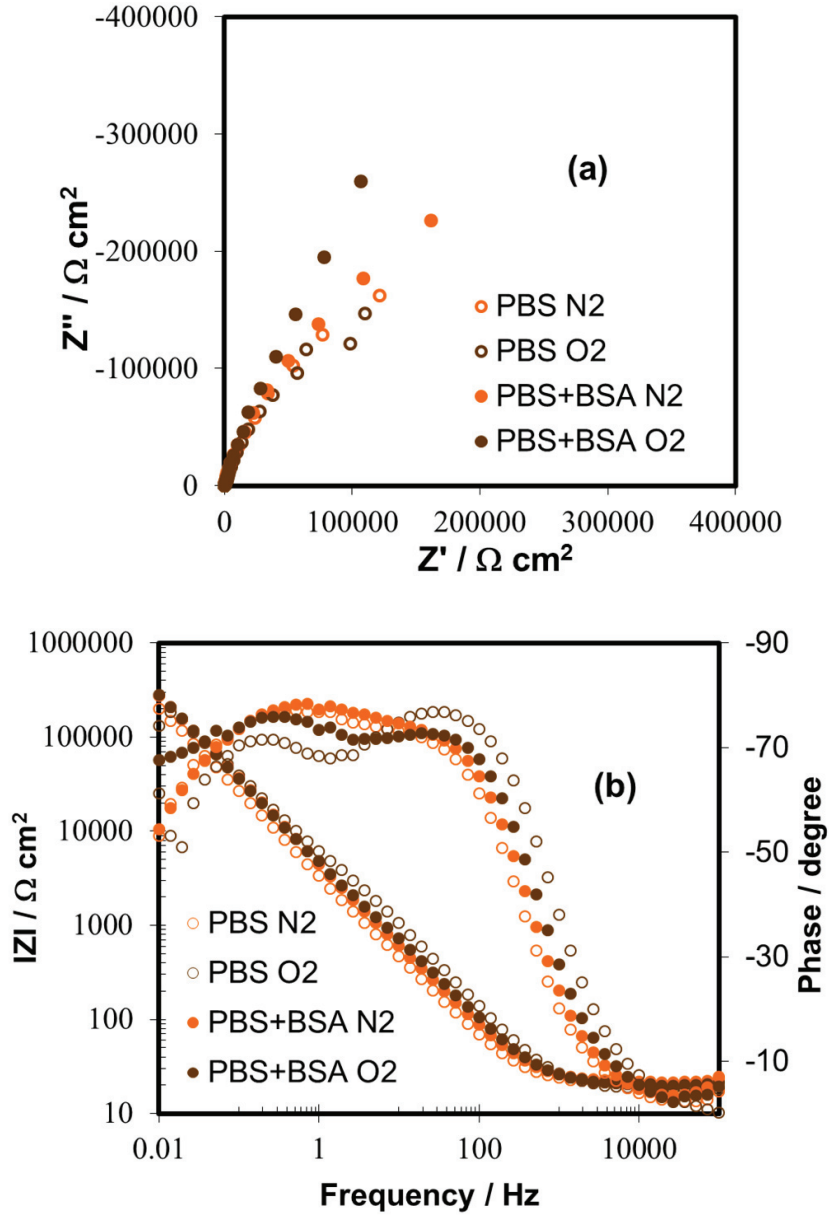 -400000
-300000
-200000
-100000
0
Z'' / Ω cm²
(a)
PBS N2
PBS O2
PBS+BSA N2
PBS+BSA O2
0 100000 200000 300000 400000
Z' / Ω cm²
1000000
100000
10000
1000
100
10
IZI / Ω cm²
(b)
PBS N2
PBS O2
PBS+BSA N2
PBS+BSA O2
-90
-70
-50
-30
-10
Phase / degree
0.01 1 100 10000
Frequency / Hz